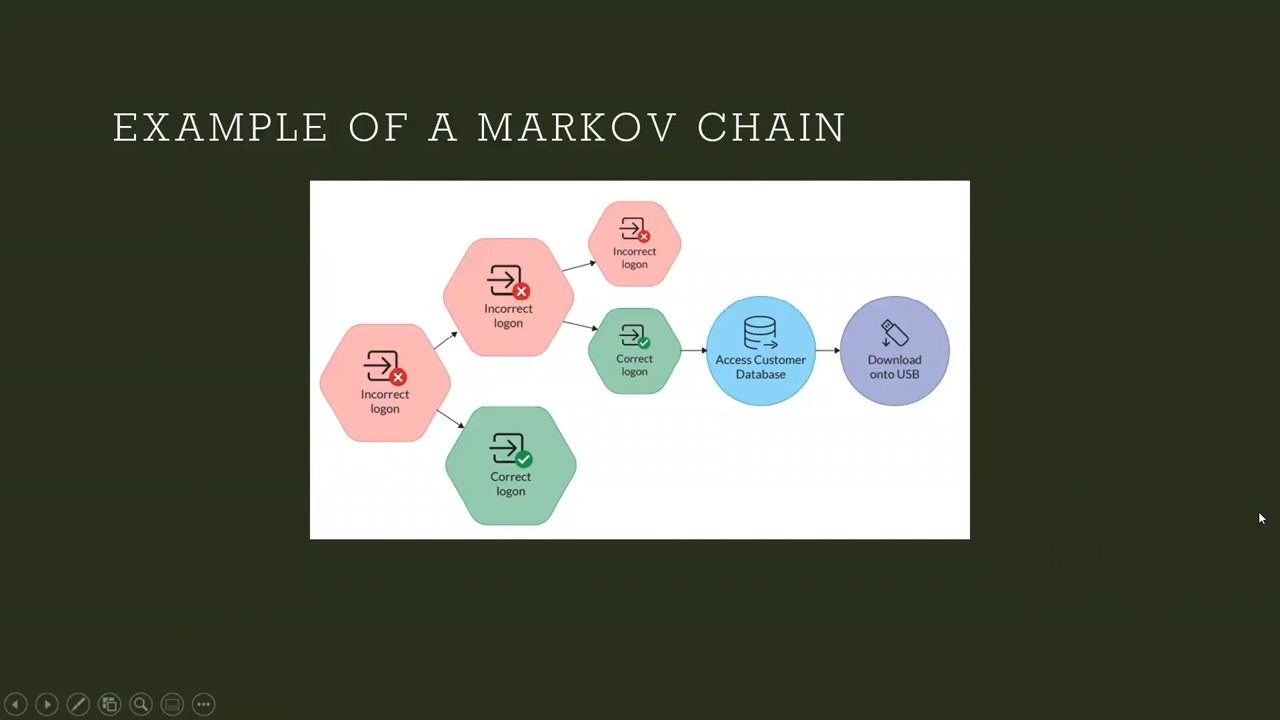 EXAMPLE OF A MARKOV CHAIN
Incorrect
logon
Incorrect
logon
Incorrect
logon
Correct
logon
Access Customer
Database
Download
onto USB
Correct
logon